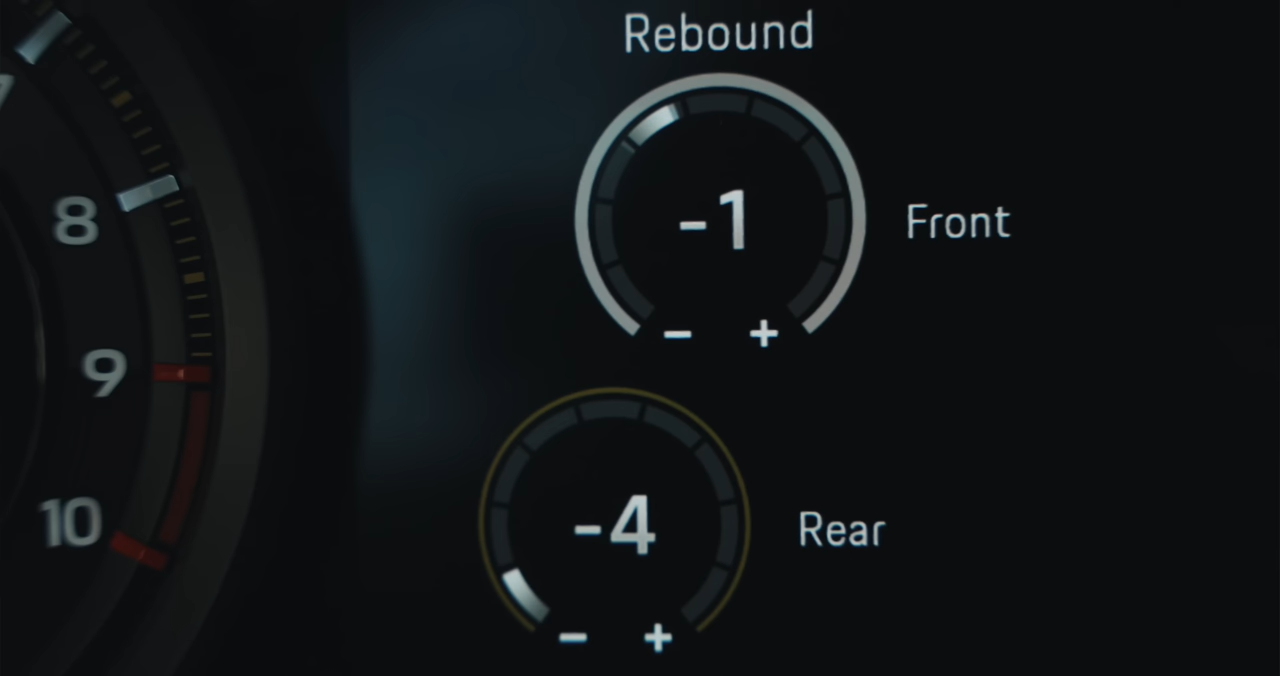 Rebound
-1
Front
- +
-4
Rear
- +
8
9
10